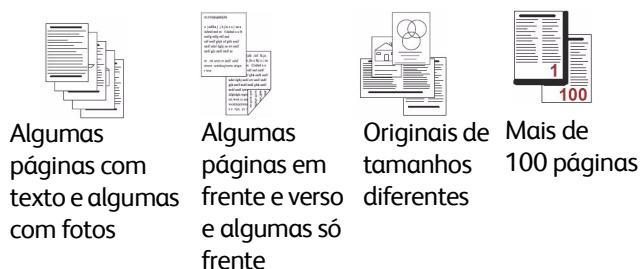 1
100
Algumas
páginas com
texto e algumas
com fotos
Algumas
páginas em
frente e verso
e algumas só
frente
Originais de
tamanhos
diferentes
Mais de
100 páginas